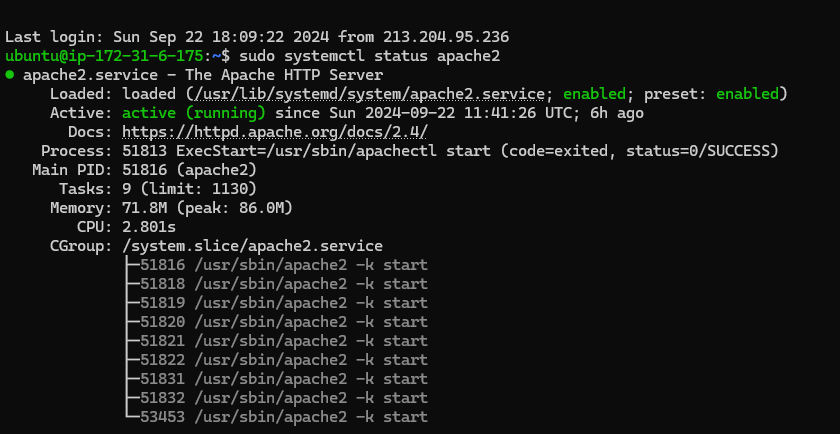 Last login: Sun Sep 22 18:09:22 2024 from 213.204.95.236
ubuntu@ip-172-31-6-175:~$ sudo systemctl status apache2
● apache2.service - The Apache HTTP Server
     Loaded: loaded (/usr/lib/systemd/system/apache2.service; enabled; preset: enabled)
     Active: active (running) since Sun 2024-09-22 11:41:26 UTC; 6h ago
       Docs: https://httpd.apache.org/docs/2.4/
    Process: 51813 ExecStart=/usr/sbin/apachectl start (code=exited, status=0/SUCCESS)
   Main PID: 51816 (apache2)
      Tasks: 9 (limit: 1130)
     Memory: 71.8M (peak: 86.0M)
        CPU: 2.801s
     CGroup: /system.slice/apache2.service
             ├─51816 /usr/sbin/apache2 -k start
             ├─51818 /usr/sbin/apache2 -k start
             ├─51819 /usr/sbin/apache2 -k start
             ├─51820 /usr/sbin/apache2 -k start
             ├─51821 /usr/sbin/apache2 -k start
             ├─51822 /usr/sbin/apache2 -k start
             ├─51831 /usr/sbin/apache2 -k start
             ├─51832 /usr/sbin/apache2 -k start
             └─53453 /usr/sbin/apache2 -k start